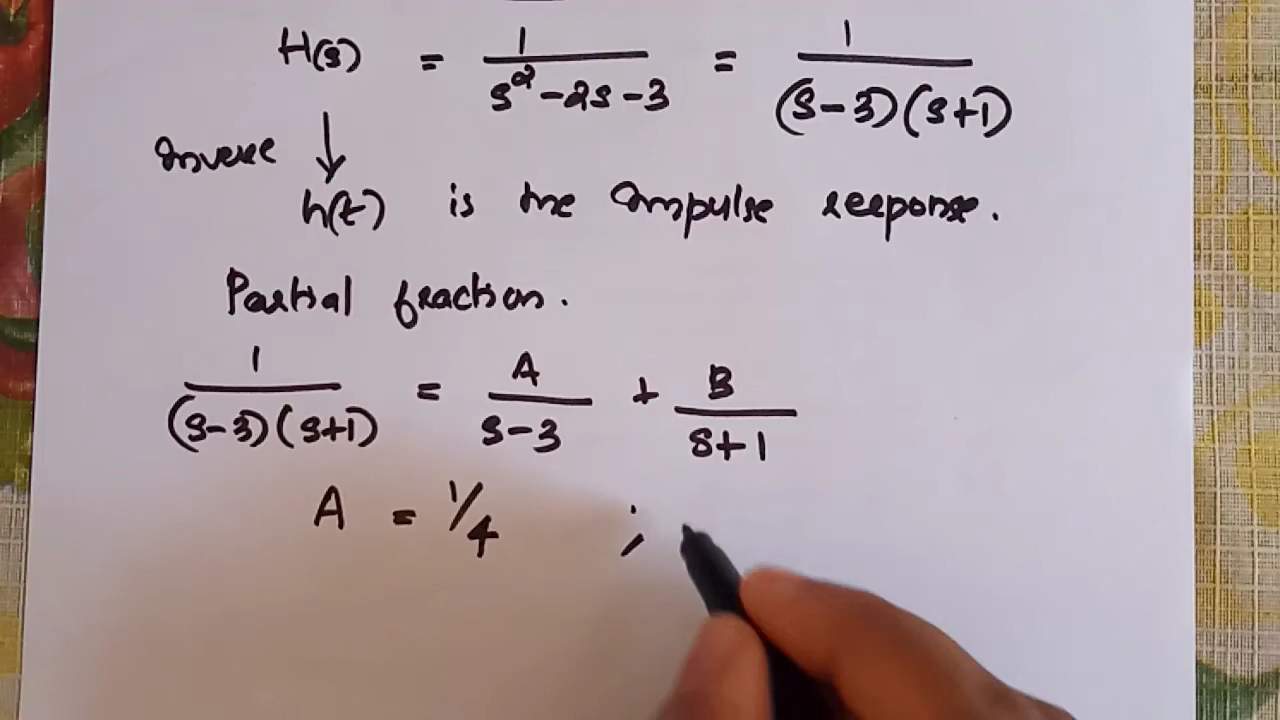 H(s) = 1/(s²-2s-3) = 1/((s-3)(s+1))
Inverse ↓
h(t) is the impulse response.
Partial fraction.
1/((s-3)(s+1)) = A/(s-3) + B/(s+1)
A = 1/4 ;